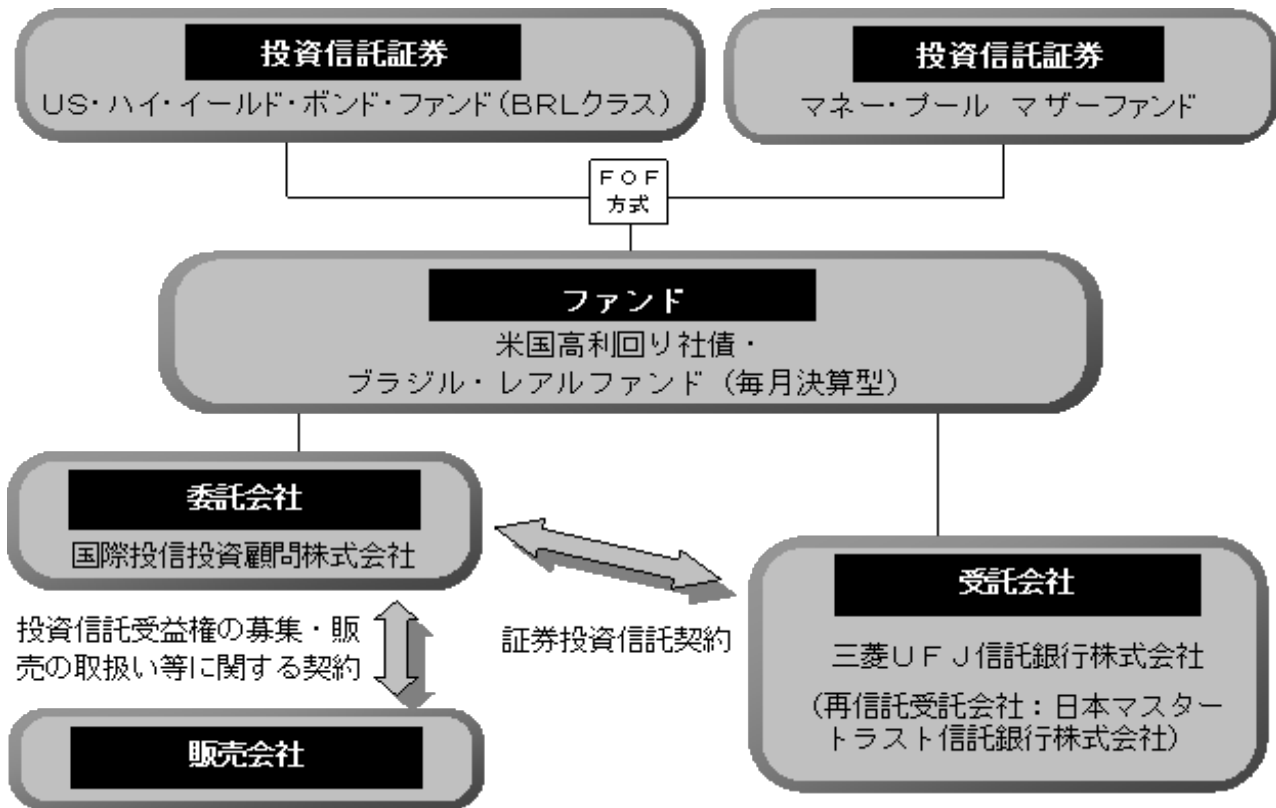 投資信託証券
US・ハイ・イールド・ボンド・ファンド(BRLクラス)
投資信託証券
マネー・プール マザーファンド
FOF
方式
ファンド
米国高利回り社債・
ブラジル・レアルファンド(毎月決算型)
委託会社
国際投信投資顧問株式会社
投資信託受益権の募集・販
売の取扱い等に関する契約
証券投資信託契約
受託会社
三菱UFJ信託銀行株式会社
(再信託受託会社:日本マスター
トラスト信託銀行株式会社)
販売会社